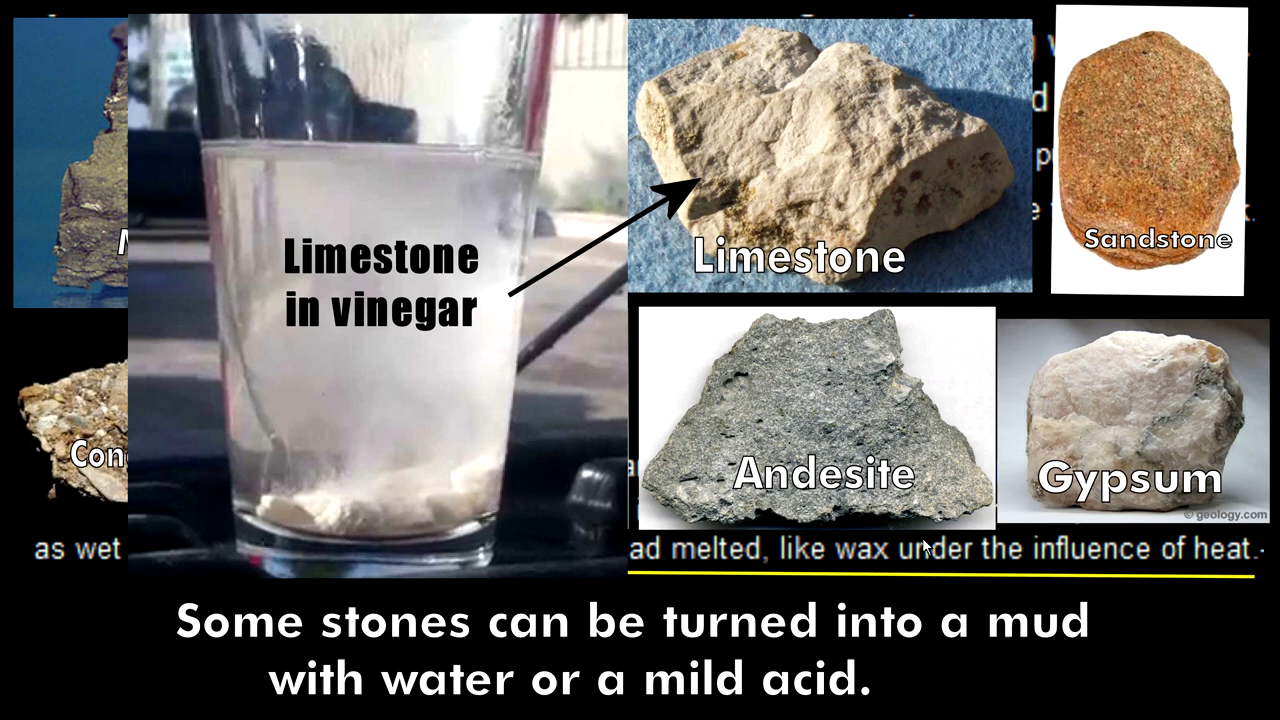 Limestone
in vinegar
Limestone
Sandstone
Andesite
Gypsum
© geology.com
as wet
ad melted, like wax under the influence of heat.
Some stones can be turned into a mud
with water or a mild acid.